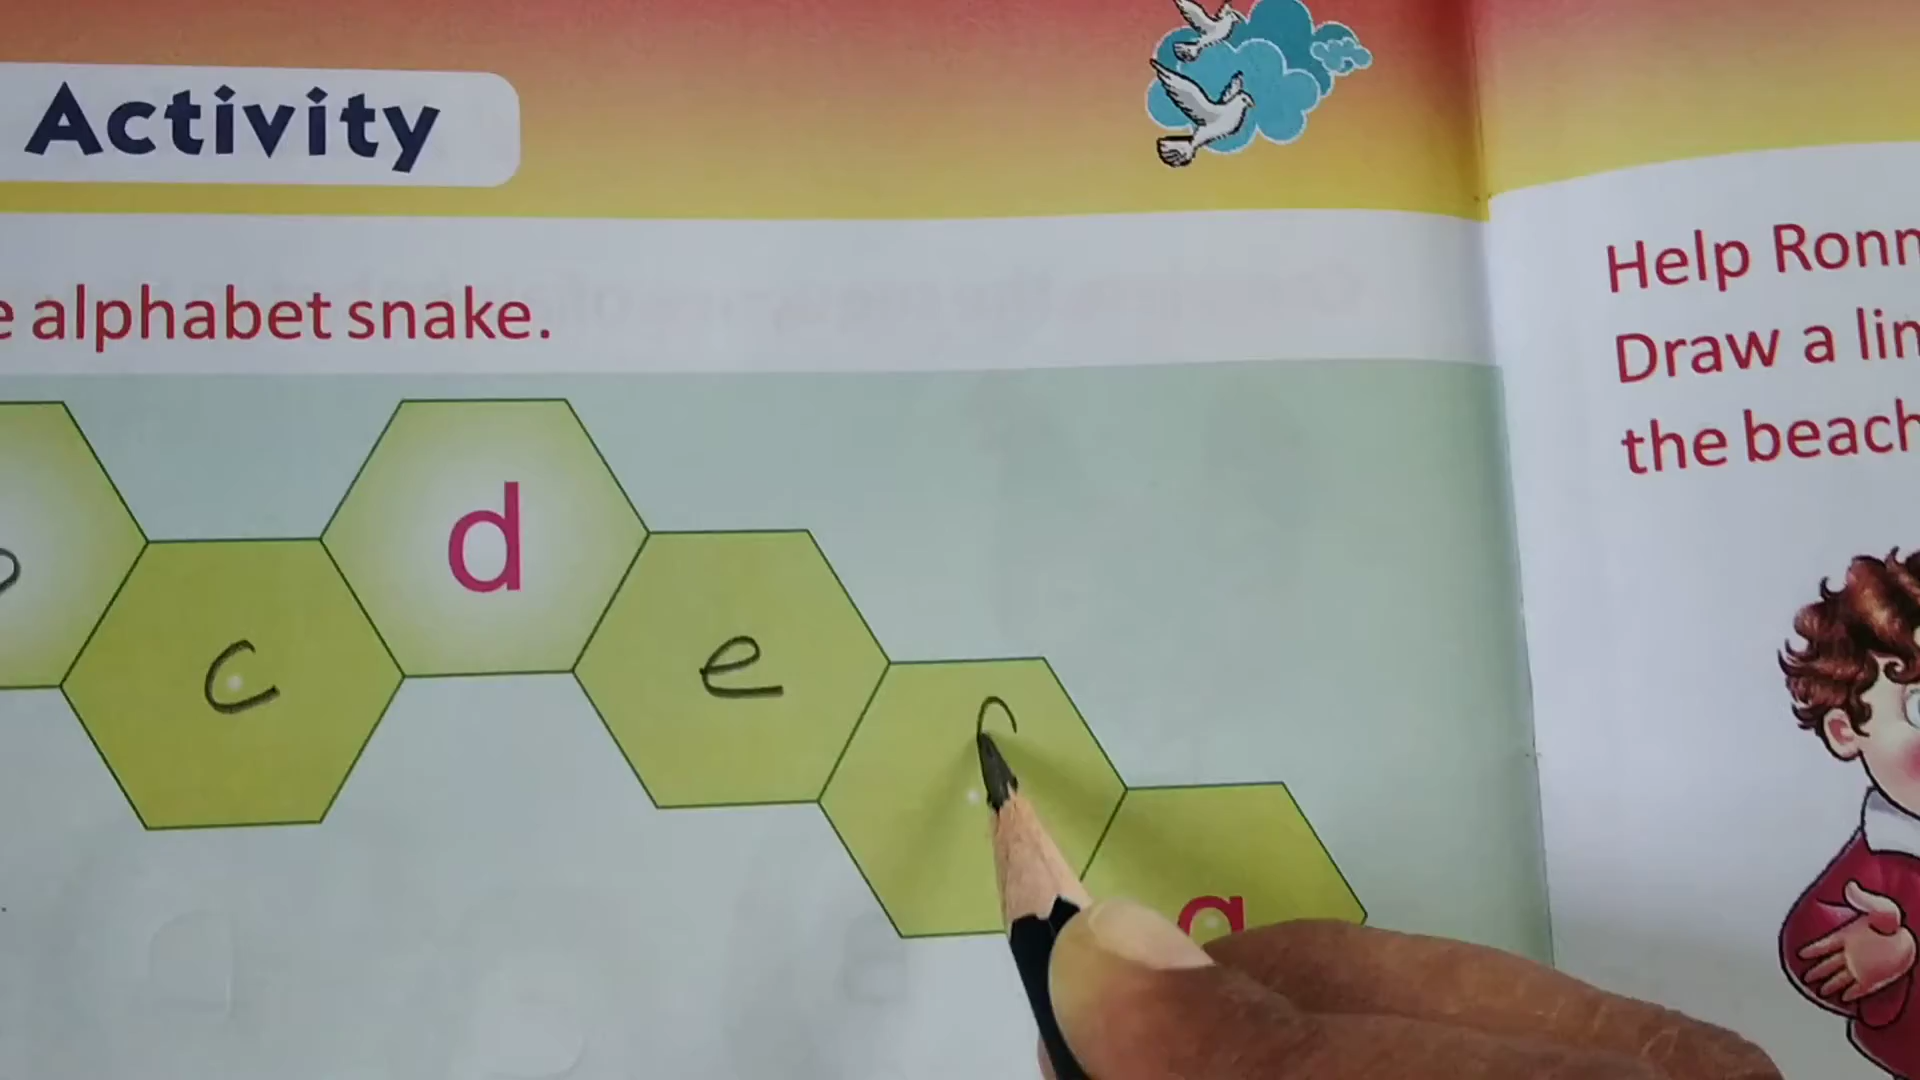 Activity
e alphabet snake.
c
d
e
g
Help Ronn
Draw a lin
the beach